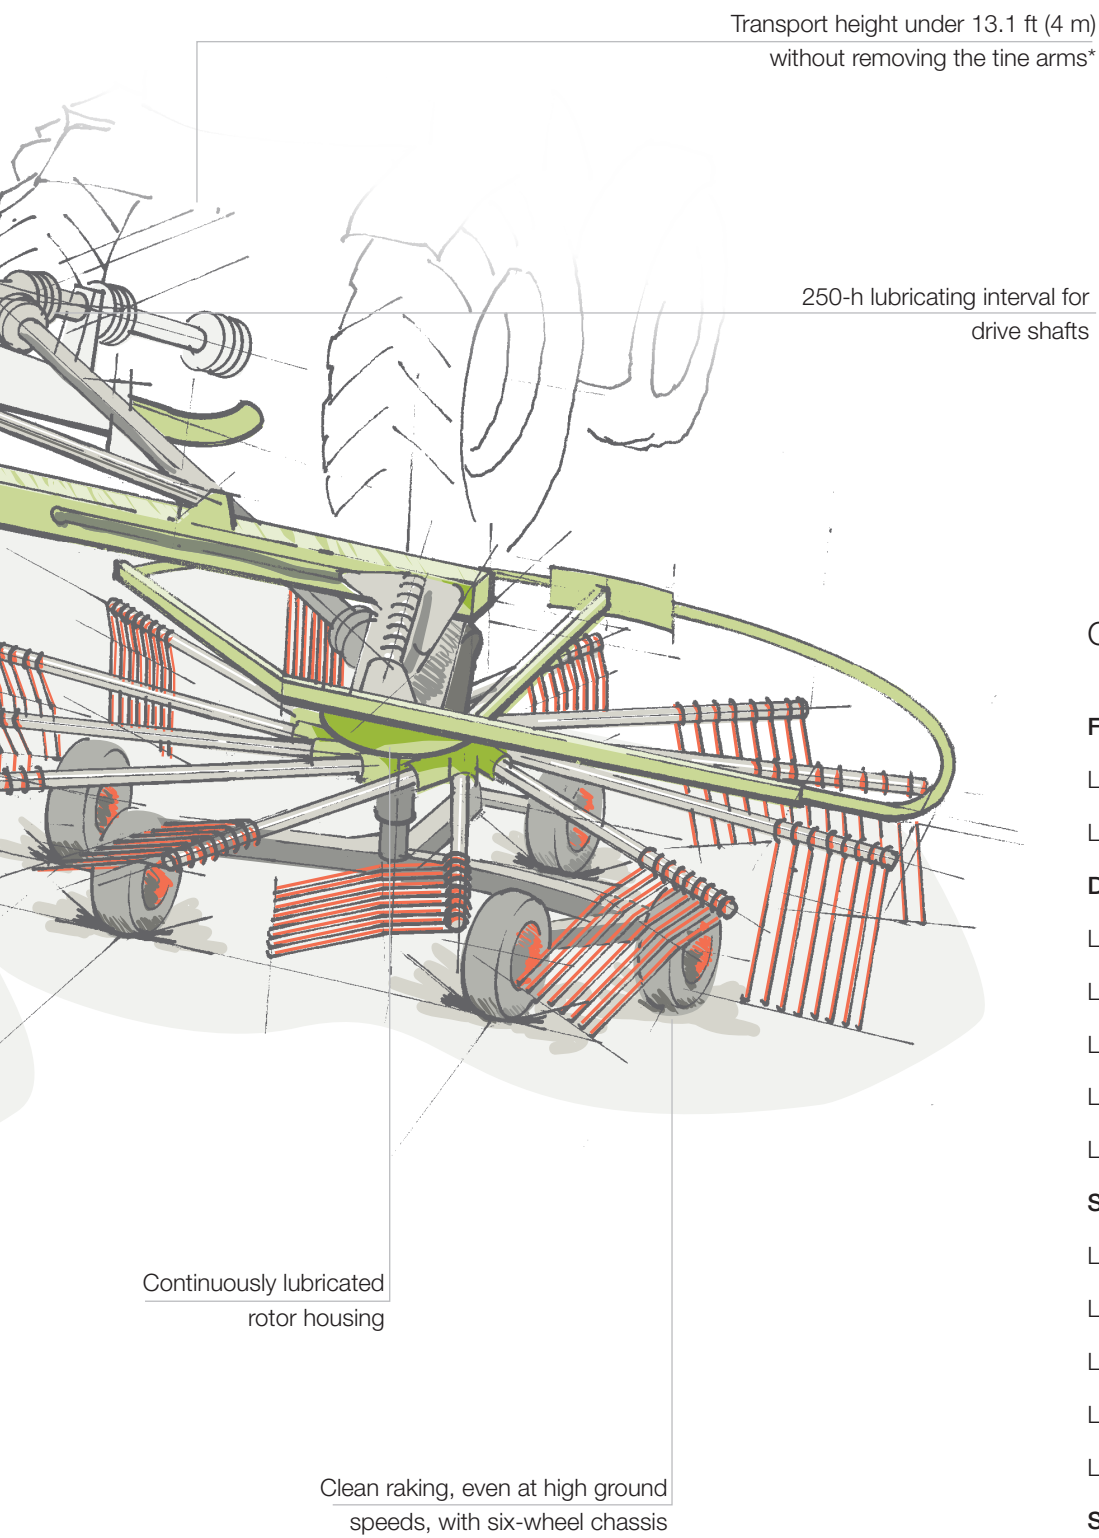 Transport height under 13.1 ft (4 m)
without removing the tine arms*
250-h lubricating interval for
drive shafts
Continuously lubricated
rotor housing
Clean raking, even at high ground
speeds, with six-wheel chassis